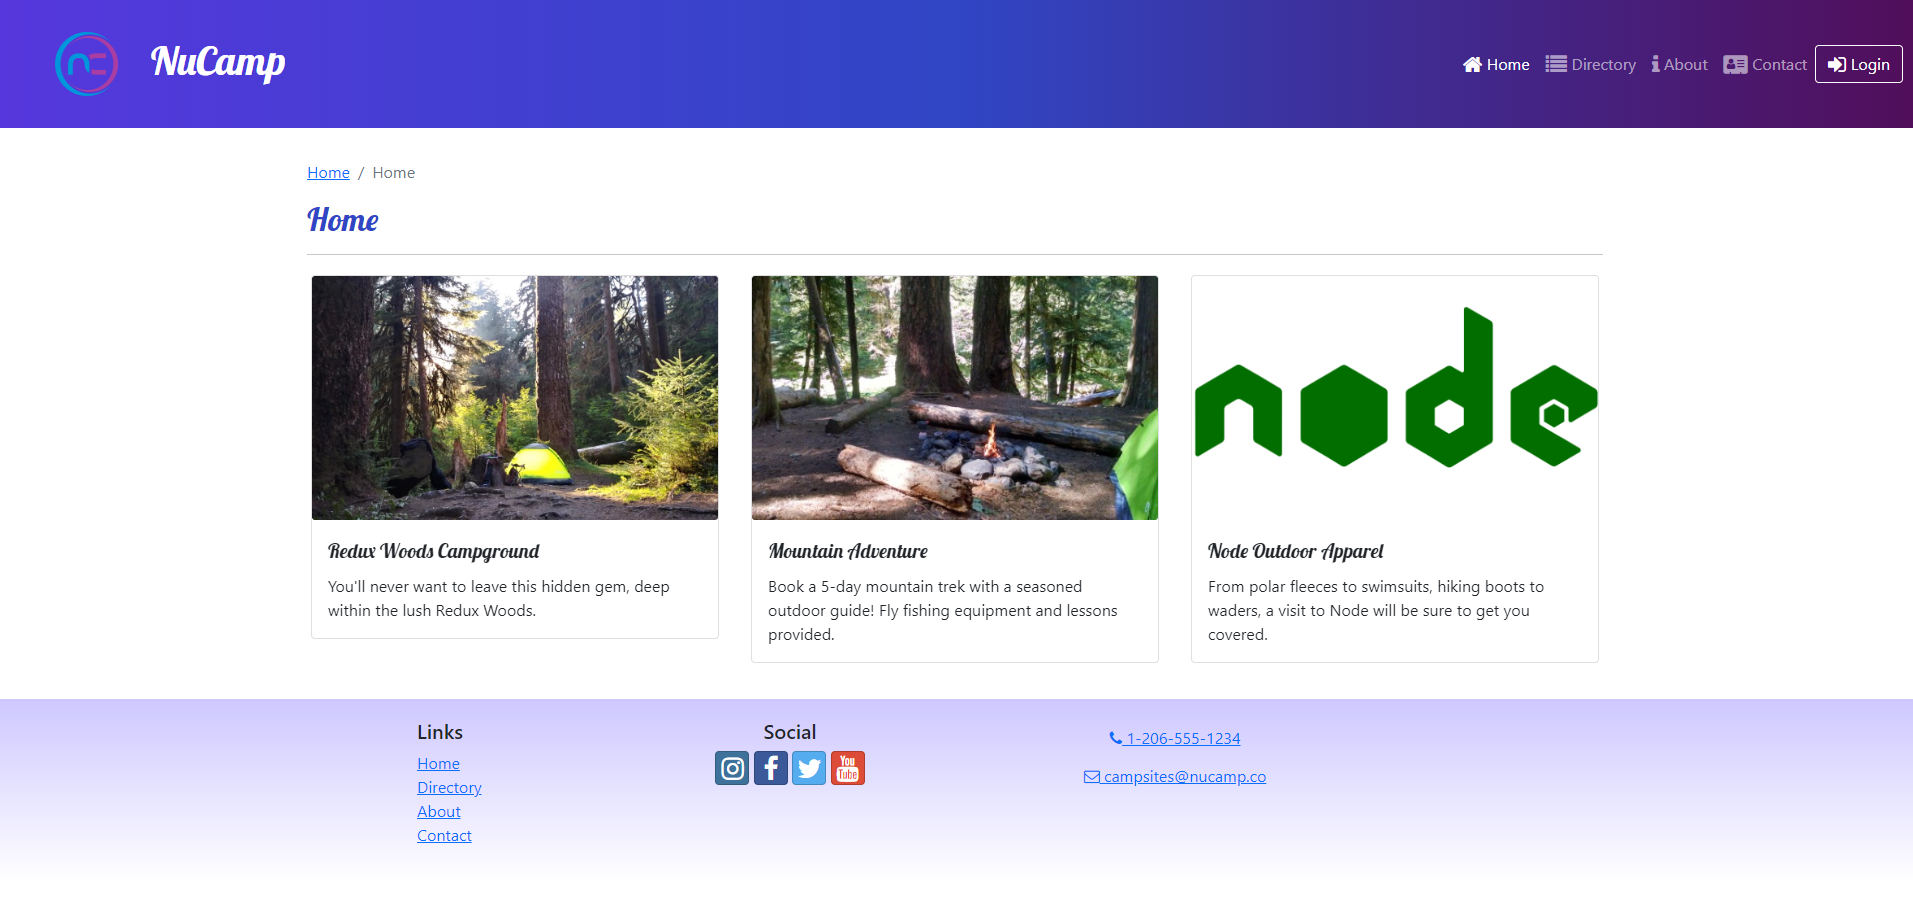 NuCamp
Home
Directory
About
Contact
Login
Home / Home
Home
node
Redux Woods Campground
You'll never want to leave this hidden gem, deep
within the lush Redux Woods.
Mountain Adventure
Book a 5-day mountain trek with a seasoned
outdoor guide! Fly fishing equipment and lessons
provided.
Node Outdoor Apparel
From polar fleeces to swimsuits, hiking boots to
waders, a visit to Node will be sure to get you
covered.
Links
Home
Directory
About
Contact
Social
You
Tube
1-206-555-1234
campsites@nucamp.co